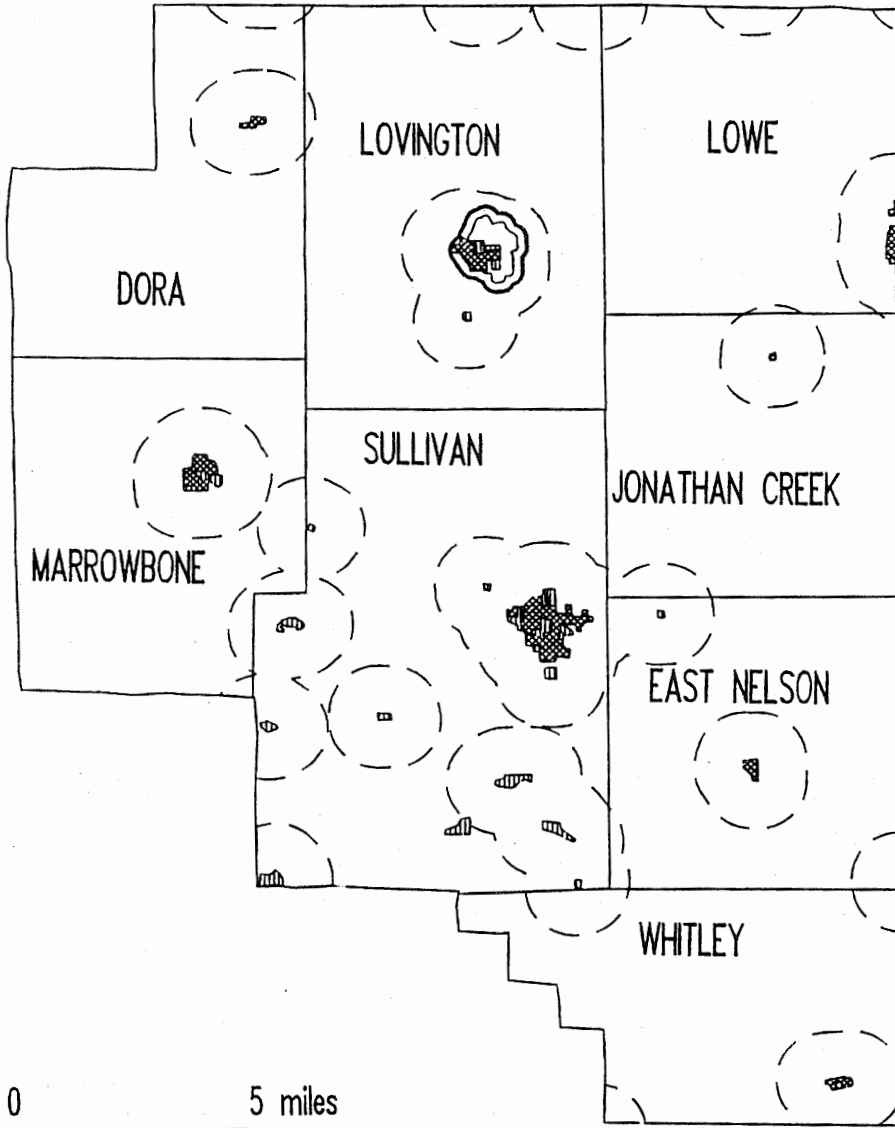 LOVINGTON
LOWE
DORA
SULLIVAN
JONATHAN CREEK
MARROWBONE
EAST NELSON
WHITLEY
0 5 miles